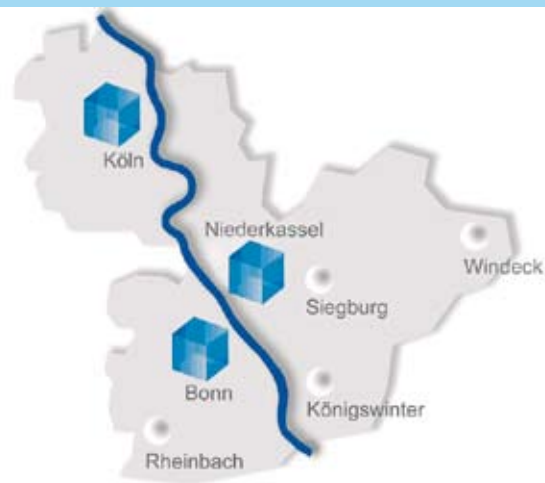 Köln
Niederkassel
Windeck
Siegburg
Bonn
Königswinter
Rheinbach